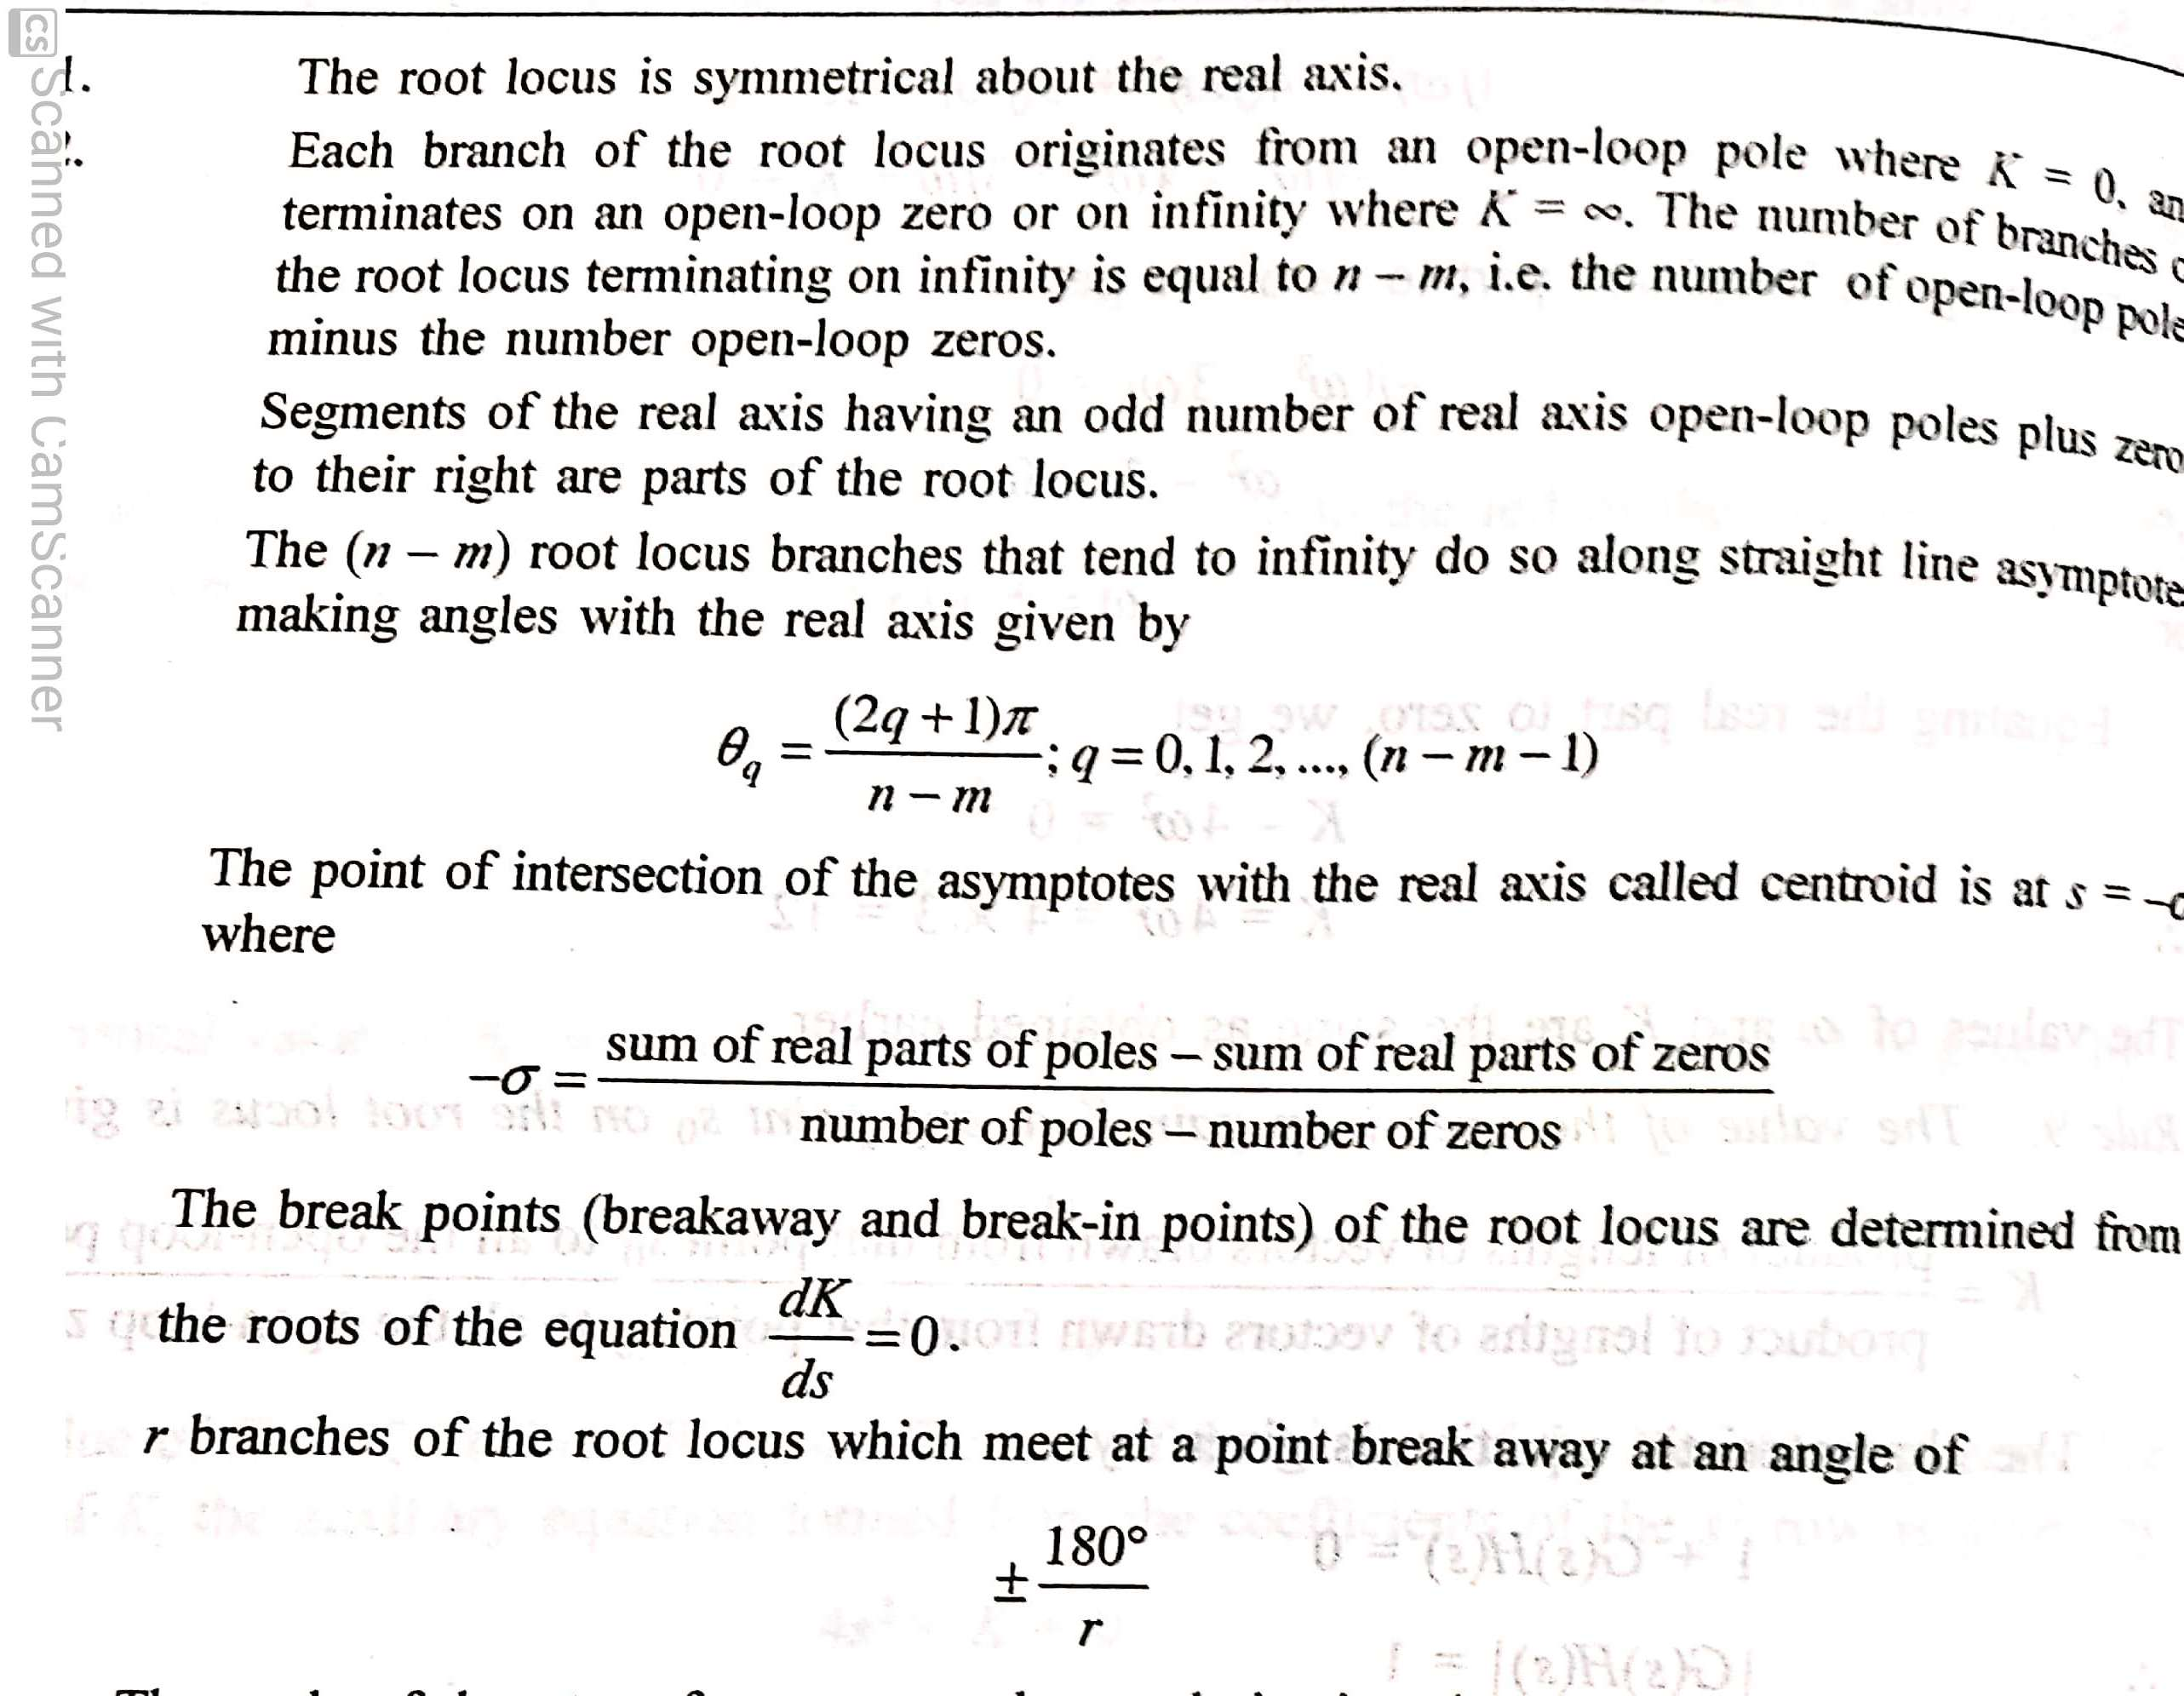 CS Scanned with CamScanner
1. The root locus is symmetrical about the real axis.
Each branch of the root locus originates from an open-loop pole where K = 0, an
terminates on an open-loop zero or on infinity where K = ∞. The number of branches
the root locus terminating on infinity is equal to n – m, i.e. the number of open-loop pole
minus the number open-loop zeros.
Segments of the real axis having an odd number of real axis open-loop poles plus zero
to their right are parts of the root locus.
The (n – m) root locus branches that tend to infinity do so along straight line asymptote
making angles with the real axis given by
θq = (2q + 1)π / n – m ; q = 0, 1, 2, ..., (n – m – 1)
The point of intersection of the asymptotes with the real axis called centroid is at s = –
where
–σ = sum of real parts of poles – sum of real parts of zeros / number of poles – number of zeros
The break points (breakaway and break-in points) of the root locus are determined from
the roots of the equation dK / ds = 0.
r branches of the root locus which meet at a point break away at an angle of
± 180° / r